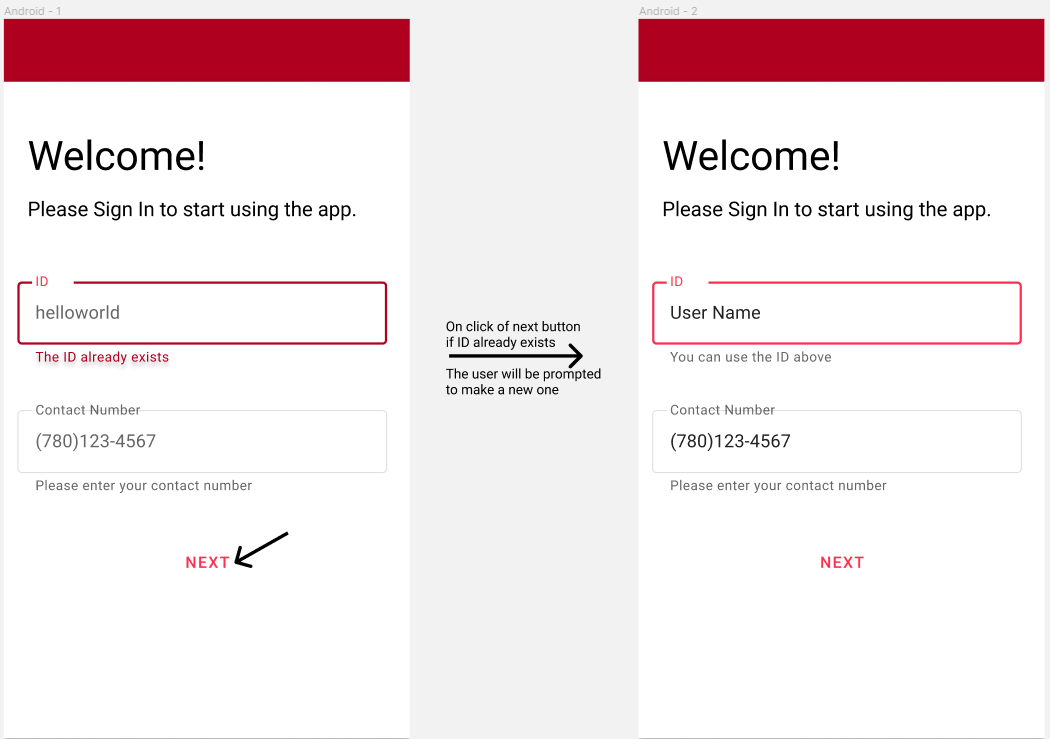 Android - 1
Welcome!
Please Sign In to start using the app.
ID
helloworld
The ID already exists
Contact Number
(780)123-4567
Please enter your contact number
NEXT
On click of next button
if ID already exists
The user will be prompted
to make a new one
Android - 2
Welcome!
Please Sign In to start using the app.
ID
User Name
You can use the ID above
Contact Number
(780)123-4567
Please enter your contact number
NEXT